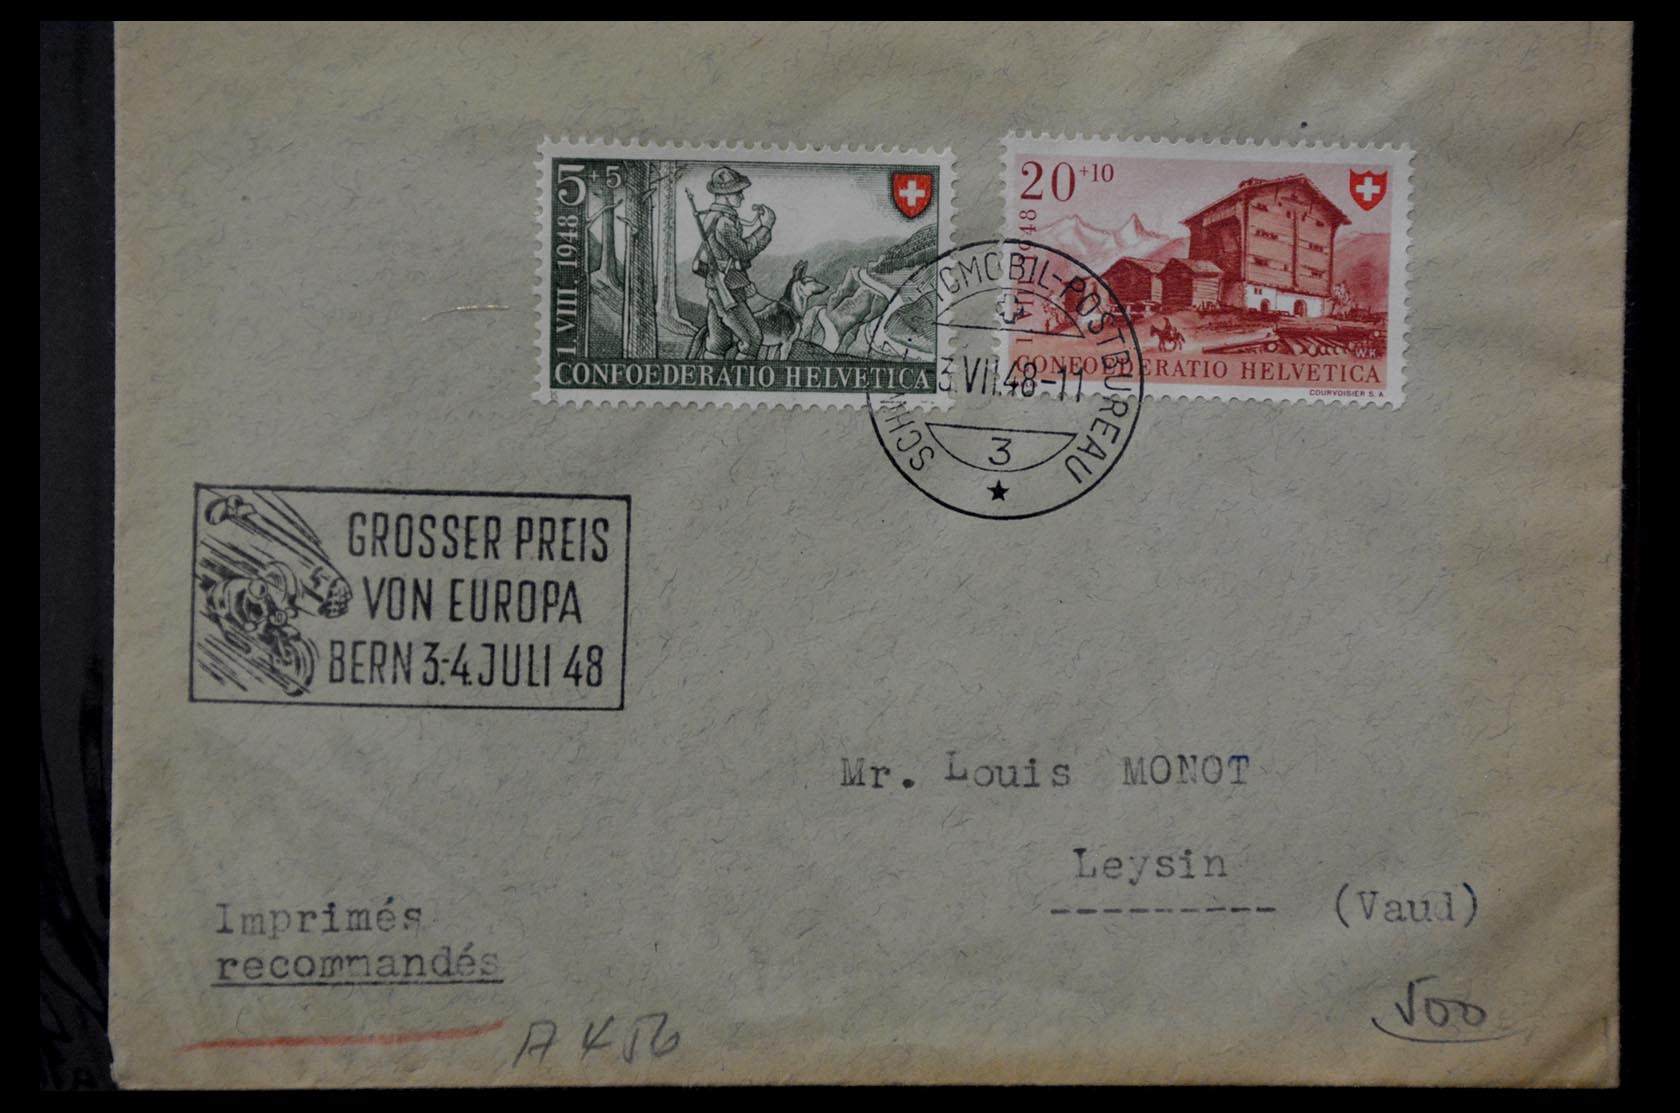 5+5
1.VIII.1948
CONFOEDERATIO HELVETICA
20+10
CONFOEDERATIO HELVETICA
W.K.
COURVOISIER S.A.
3.VII.48-11
3
GROSSER PREIS
VON EUROPA
BERN 3.-4. JULI 48
Mr. Louis MONOT
Leysin
(Vaud)
Imprimés
recommandés
500